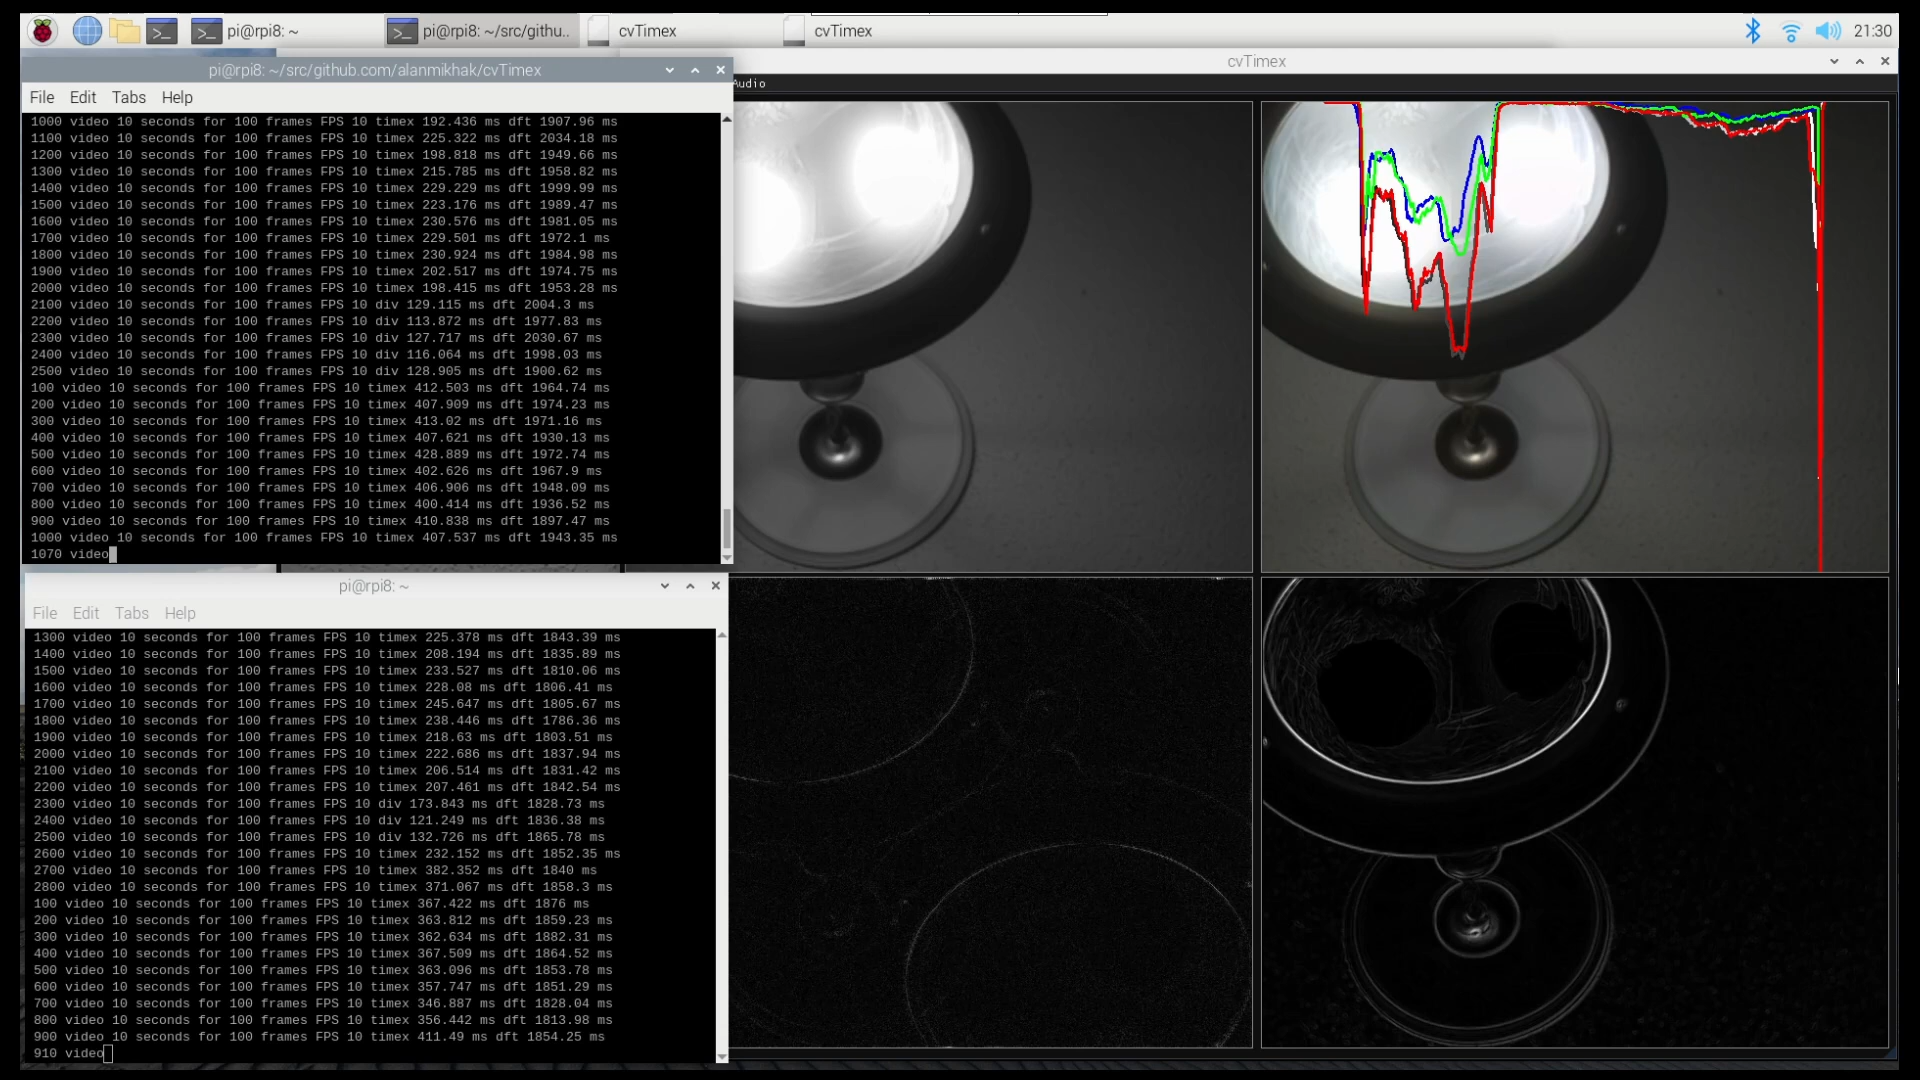 pi@rpi8: ~
pi@rpi8: ~/src/githu..
cvTimex
cvTimex
21:30
cvTimex
Audio
pi@rpi8: ~/src/github.com/alanmikhak/cvTimex
File Edit Tabs Help
1000 video 10 seconds for 100 frames FPS 10 timex 192.436 ms dft 1907.96 ms
1100 video 10 seconds for 100 frames FPS 10 timex 225.322 ms dft 2034.18 ms
1200 video 10 seconds for 100 frames FPS 10 timex 198.818 ms dft 1949.66 ms
1300 video 10 seconds for 100 frames FPS 10 timex 215.785 ms dft 1958.82 ms
1400 video 10 seconds for 100 frames FPS 10 timex 229.229 ms dft 1999.99 ms
1500 video 10 seconds for 100 frames FPS 10 timex 223.176 ms dft 1989.47 ms
1600 video 10 seconds for 100 frames FPS 10 timex 230.576 ms dft 1981.05 ms
1700 video 10 seconds for 100 frames FPS 10 timex 229.501 ms dft 1972.1 ms
1800 video 10 seconds for 100 frames FPS 10 timex 230.924 ms dft 1984.98 ms
1900 video 10 seconds for 100 frames FPS 10 timex 202.517 ms dft 1974.75 ms
2000 video 10 seconds for 100 frames FPS 10 timex 198.415 ms dft 1953.28 ms
2100 video 10 seconds for 100 frames FPS 10 div 129.115 ms dft 2004.3 ms
2200 video 10 seconds for 100 frames FPS 10 div 113.872 ms dft 1977.83 ms
2300 video 10 seconds for 100 frames FPS 10 div 127.717 ms dft 2030.67 ms
2400 video 10 seconds for 100 frames FPS 10 div 116.064 ms dft 1998.03 ms
2500 video 10 seconds for 100 frames FPS 10 div 128.905 ms dft 1900.62 ms
100 video 10 seconds for 100 frames FPS 10 timex 412.503 ms dft 1964.74 ms
200 video 10 seconds for 100 frames FPS 10 timex 407.909 ms dft 1974.23 ms
300 video 10 seconds for 100 frames FPS 10 timex 413.02 ms dft 1971.16 ms
400 video 10 seconds for 100 frames FPS 10 timex 407.621 ms dft 1930.13 ms
500 video 10 seconds for 100 frames FPS 10 timex 428.889 ms dft 1972.74 ms
600 video 10 seconds for 100 frames FPS 10 timex 402.626 ms dft 1967.9 ms
700 video 10 seconds for 100 frames FPS 10 timex 406.906 ms dft 1948.09 ms
800 video 10 seconds for 100 frames FPS 10 timex 400.414 ms dft 1936.52 ms
900 video 10 seconds for 100 frames FPS 10 timex 410.838 ms dft 1897.47 ms
1000 video 10 seconds for 100 frames FPS 10 timex 407.537 ms dft 1943.35 ms
1070 video
pi@rpi8: ~
File Edit Tabs Help
1300 video 10 seconds for 100 frames FPS 10 timex 225.378 ms dft 1843.39 ms
1400 video 10 seconds for 100 frames FPS 10 timex 208.194 ms dft 1835.89 ms
1500 video 10 seconds for 100 frames FPS 10 timex 233.527 ms dft 1810.06 ms
1600 video 10 seconds for 100 frames FPS 10 timex 228.08 ms dft 1806.41 ms
1700 video 10 seconds for 100 frames FPS 10 timex 245.647 ms dft 1805.67 ms
1800 video 10 seconds for 100 frames FPS 10 timex 238.446 ms dft 1786.36 ms
1900 video 10 seconds for 100 frames FPS 10 timex 218.63 ms dft 1803.51 ms
2000 video 10 seconds for 100 frames FPS 10 timex 222.686 ms dft 1837.94 ms
2100 video 10 seconds for 100 frames FPS 10 timex 206.514 ms dft 1831.42 ms
2200 video 10 seconds for 100 frames FPS 10 timex 207.461 ms dft 1842.54 ms
2300 video 10 seconds for 100 frames FPS 10 div 173.843 ms dft 1828.73 ms
2400 video 10 seconds for 100 frames FPS 10 div 121.249 ms dft 1836.38 ms
2500 video 10 seconds for 100 frames FPS 10 div 132.726 ms dft 1865.78 ms
2600 video 10 seconds for 100 frames FPS 10 timex 232.152 ms dft 1852.35 ms
2700 video 10 seconds for 100 frames FPS 10 timex 382.352 ms dft 1840 ms
2800 video 10 seconds for 100 frames FPS 10 timex 371.067 ms dft 1858.3 ms
100 video 10 seconds for 100 frames FPS 10 timex 367.422 ms dft 1876 ms
200 video 10 seconds for 100 frames FPS 10 timex 363.812 ms dft 1859.23 ms
300 video 10 seconds for 100 frames FPS 10 timex 362.634 ms dft 1882.31 ms
400 video 10 seconds for 100 frames FPS 10 timex 367.509 ms dft 1864.52 ms
500 video 10 seconds for 100 frames FPS 10 timex 363.096 ms dft 1853.78 ms
600 video 10 seconds for 100 frames FPS 10 timex 357.747 ms dft 1851.29 ms
700 video 10 seconds for 100 frames FPS 10 timex 346.887 ms dft 1828.04 ms
800 video 10 seconds for 100 frames FPS 10 timex 356.442 ms dft 1813.98 ms
900 video 10 seconds for 100 frames FPS 10 timex 411.49 ms dft 1854.25 ms
910 video